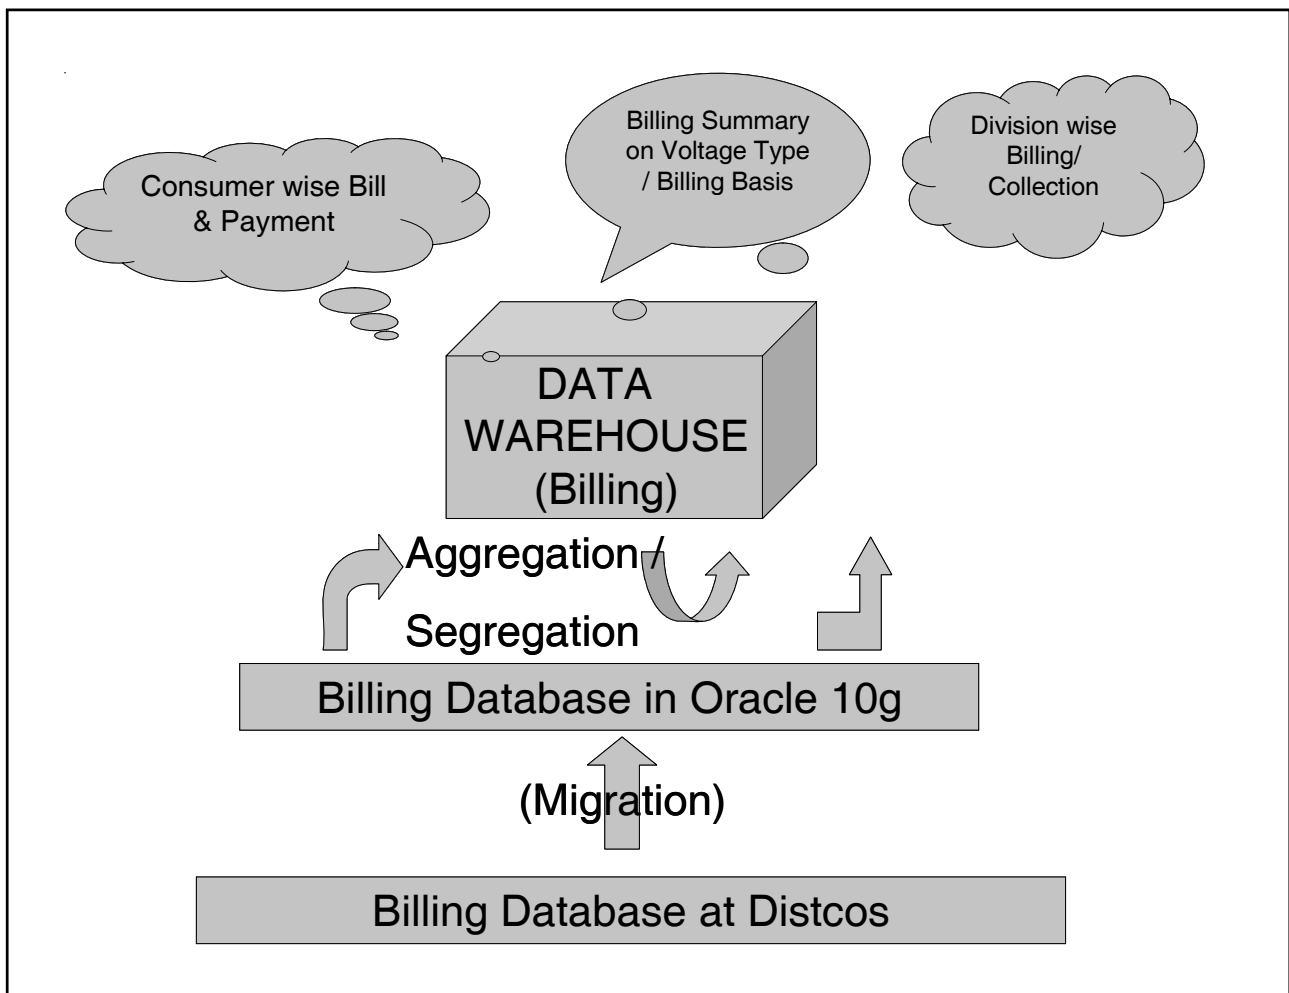 Consumer wise Bill
& Payment
Billing Summary
on Voltage Type
/ Billing Basis
Division wise
Billing/
Collection
DATA
WAREHOUSE
(Billing)
Aggregation /
Segregation
Billing Database in Oracle 10g
(Migration)
Billing Database at Distcos